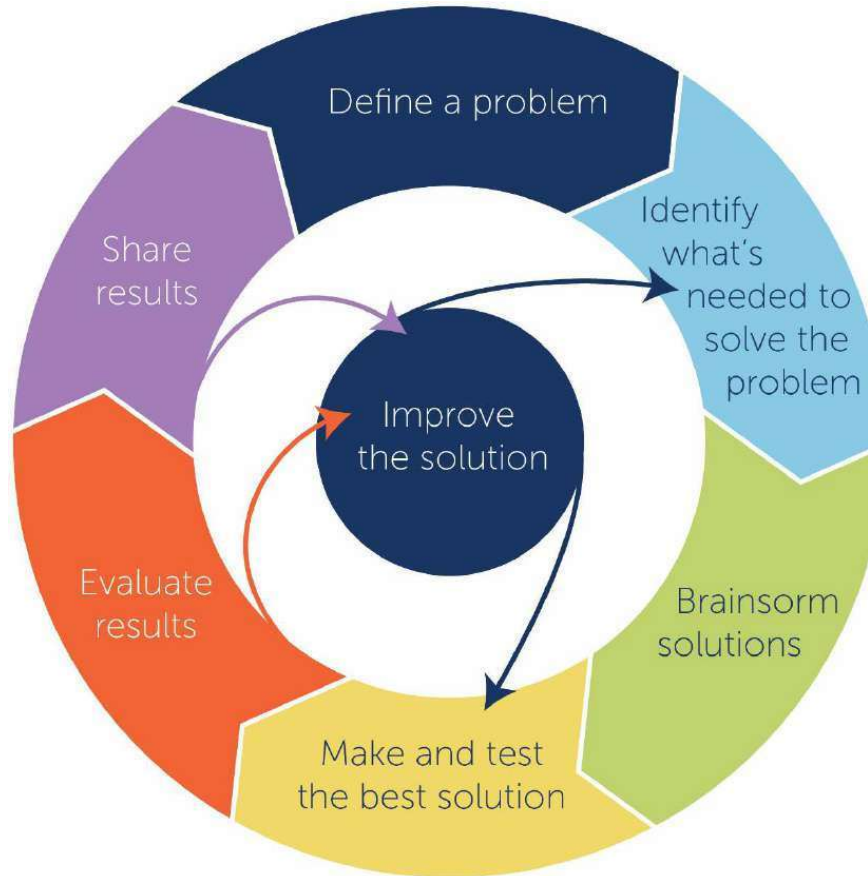 Define a problem
Identify
what's
needed to
solve the
problem
Brainsorm
solutions
Make and test
the best solution
Evaluate
results
Share
results
Improve
the solution